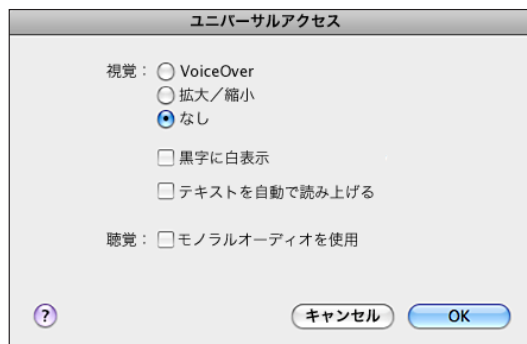 ユニバーサルアクセス
視覚： VoiceOver
拡大／縮小
なし
黒字に白表示
テキストを自動で読み上げる
聴覚： モノラルオーディオを使用
? キャンセル OK